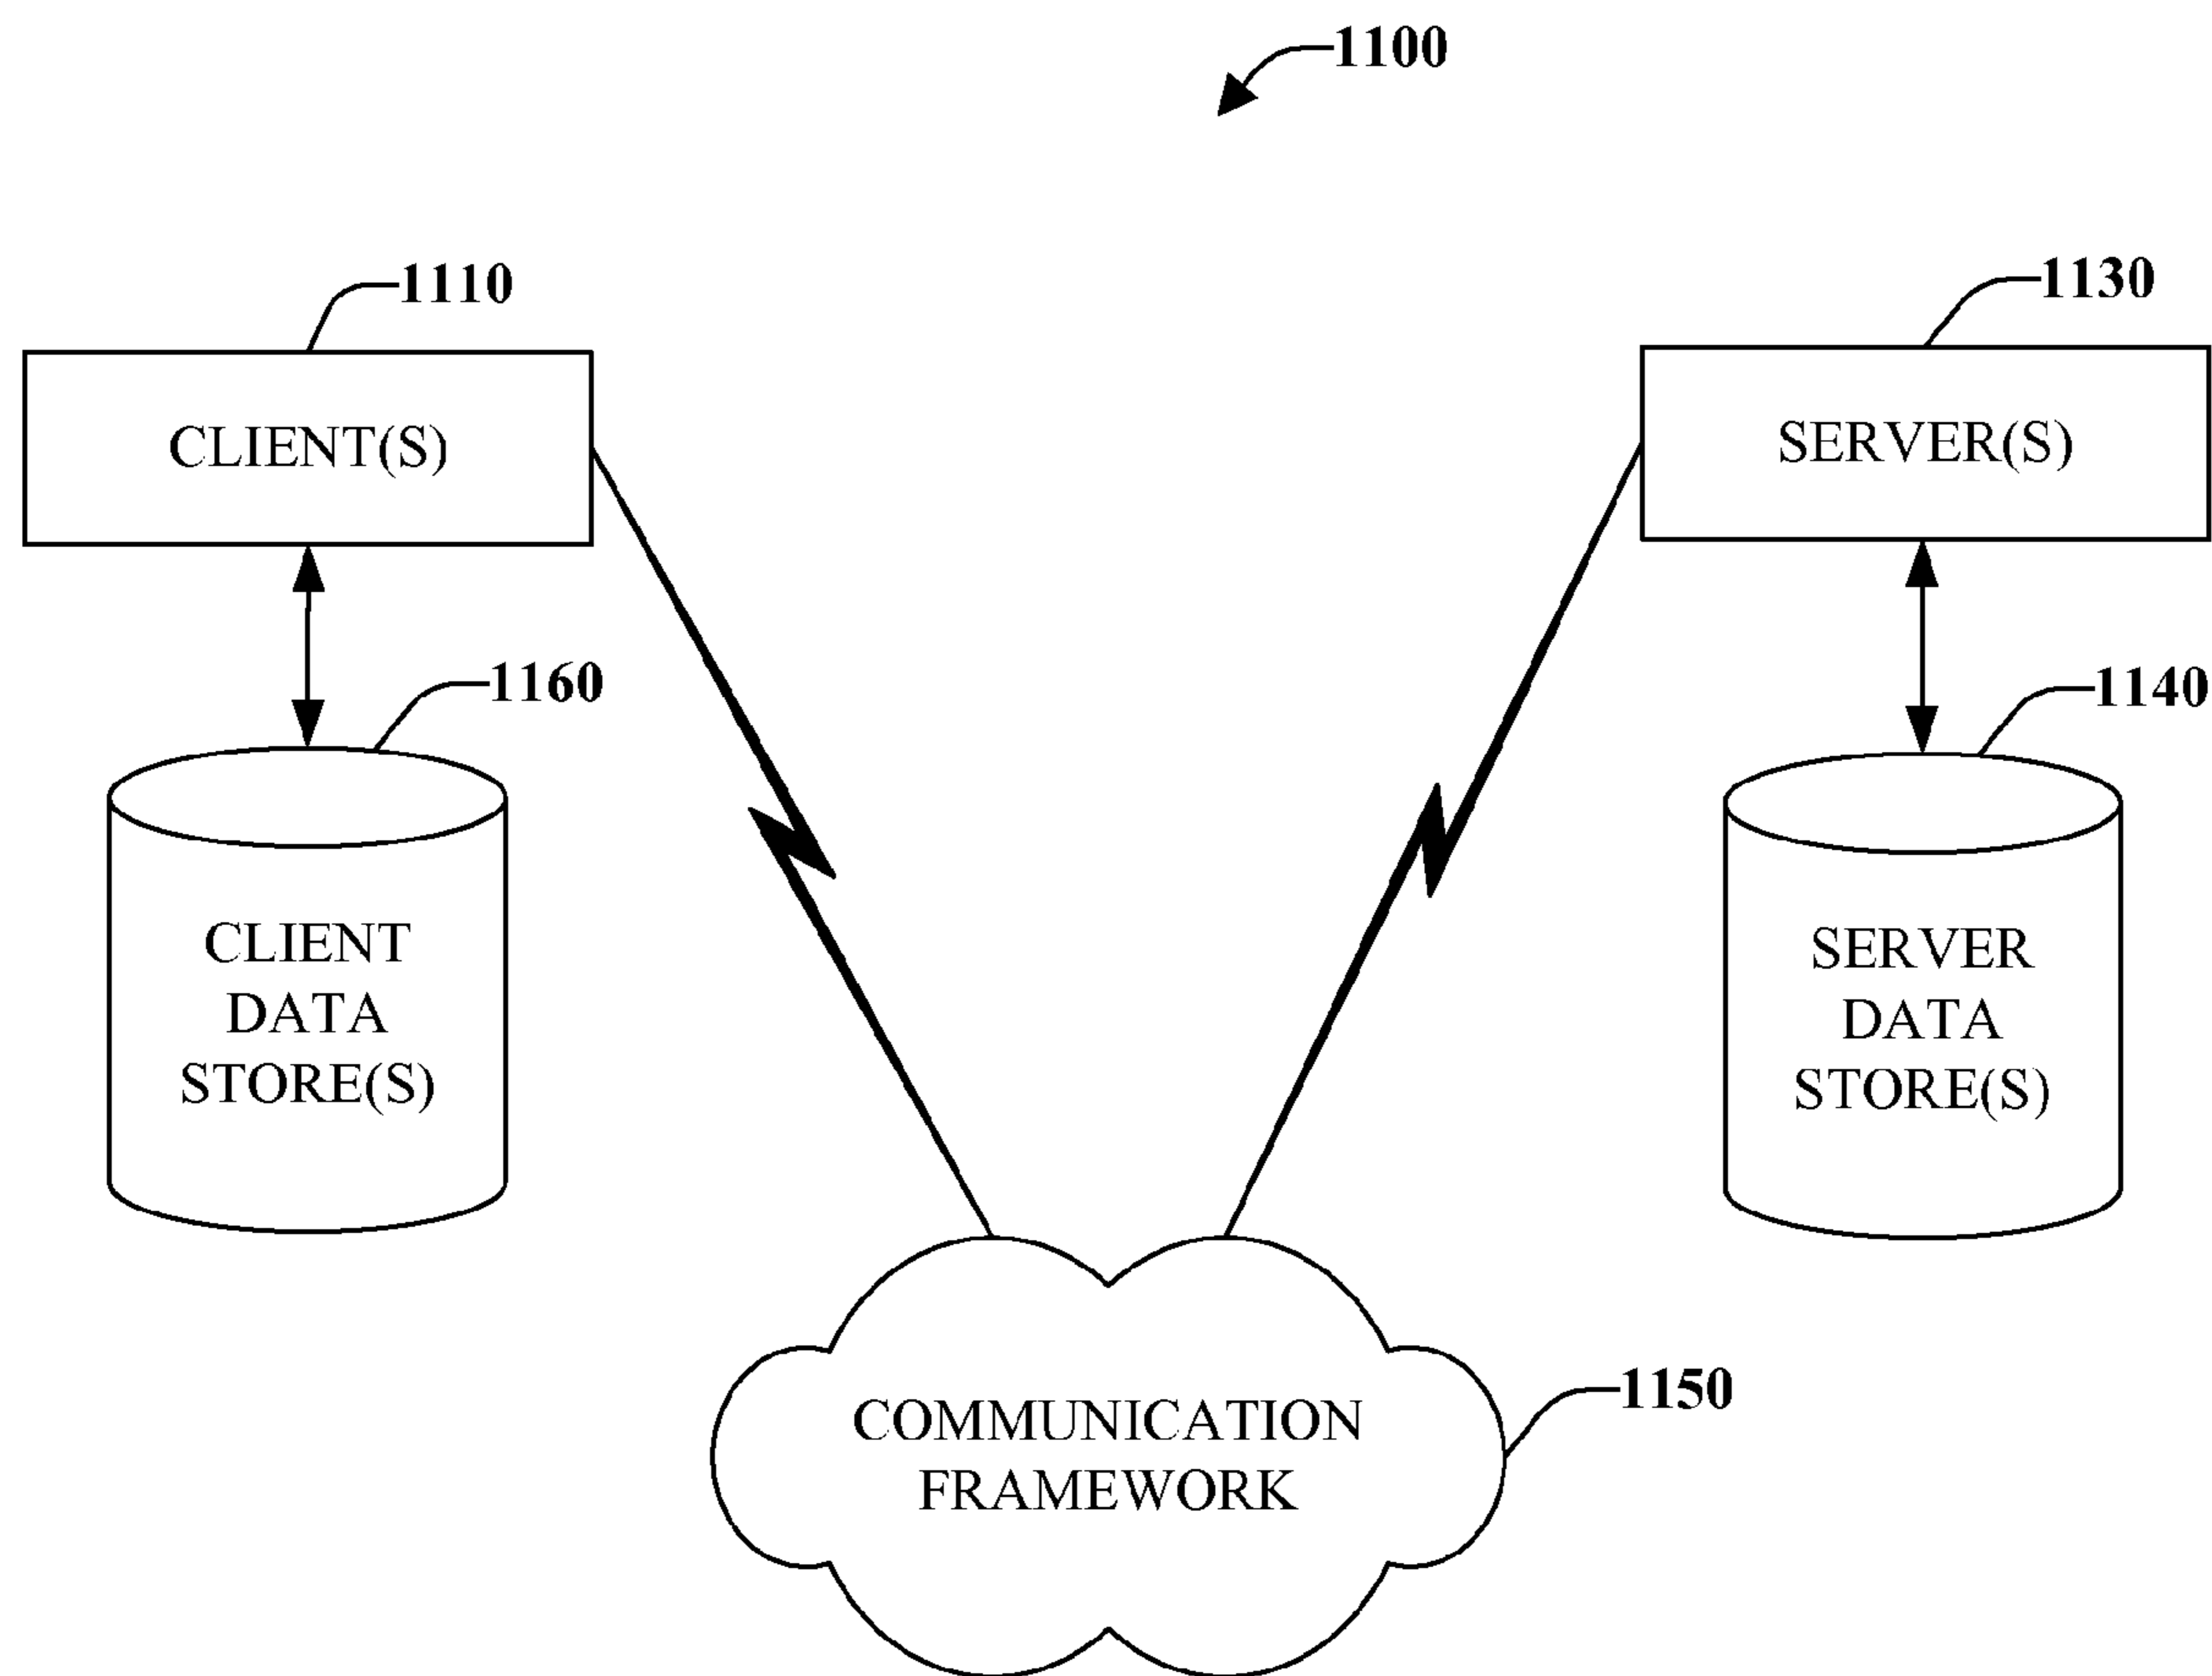 1100
1110
1130
CLIENT(S)
SERVER(S)
1160
1140
CLIENT
DATA
STORE(S)
SERVER
DATA
STORE(S)
1150
COMMUNICATION
FRAMEWORK